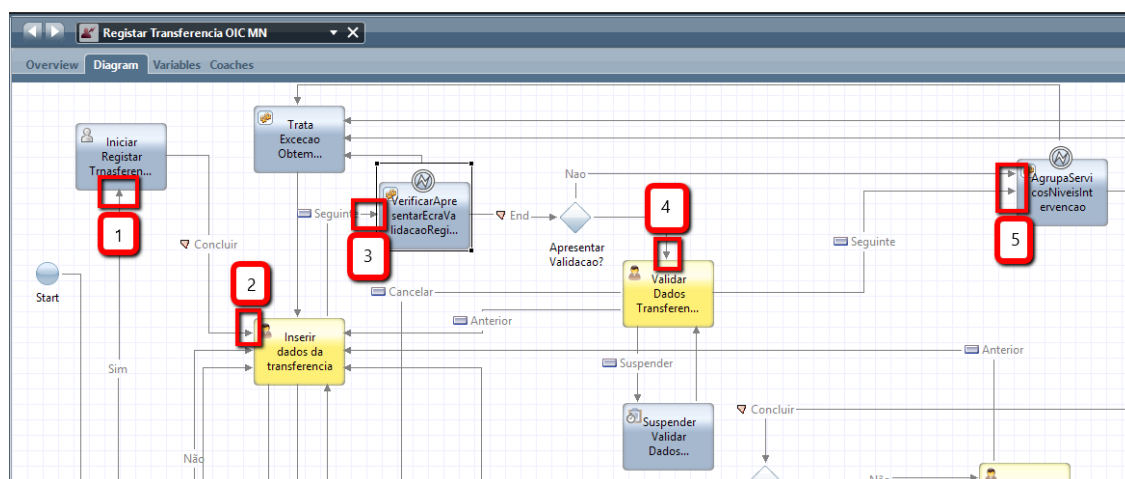 Registar Transferencia OIC MN
Overview
Diagram
Variables
Coaches
Iniciar
Registar
Trnasferen...
1
Trata
Excecao
Obtem...
Seguinte
VerificarApre
sentarEcraVa
lidacaoRegi...
3
End
Nao
Apresentar
Validacao?
4
AgrupaServi
cosNiveisInt
ervencao
5
Seguinte
Concluir
2
Start
Cancelar
Validar
Dados
Transferen...
Anterior
Inserir
dados da
transferencia
Sim
Suspender
Anterior
Suspender
Validar
Dados...
Concluir
Não